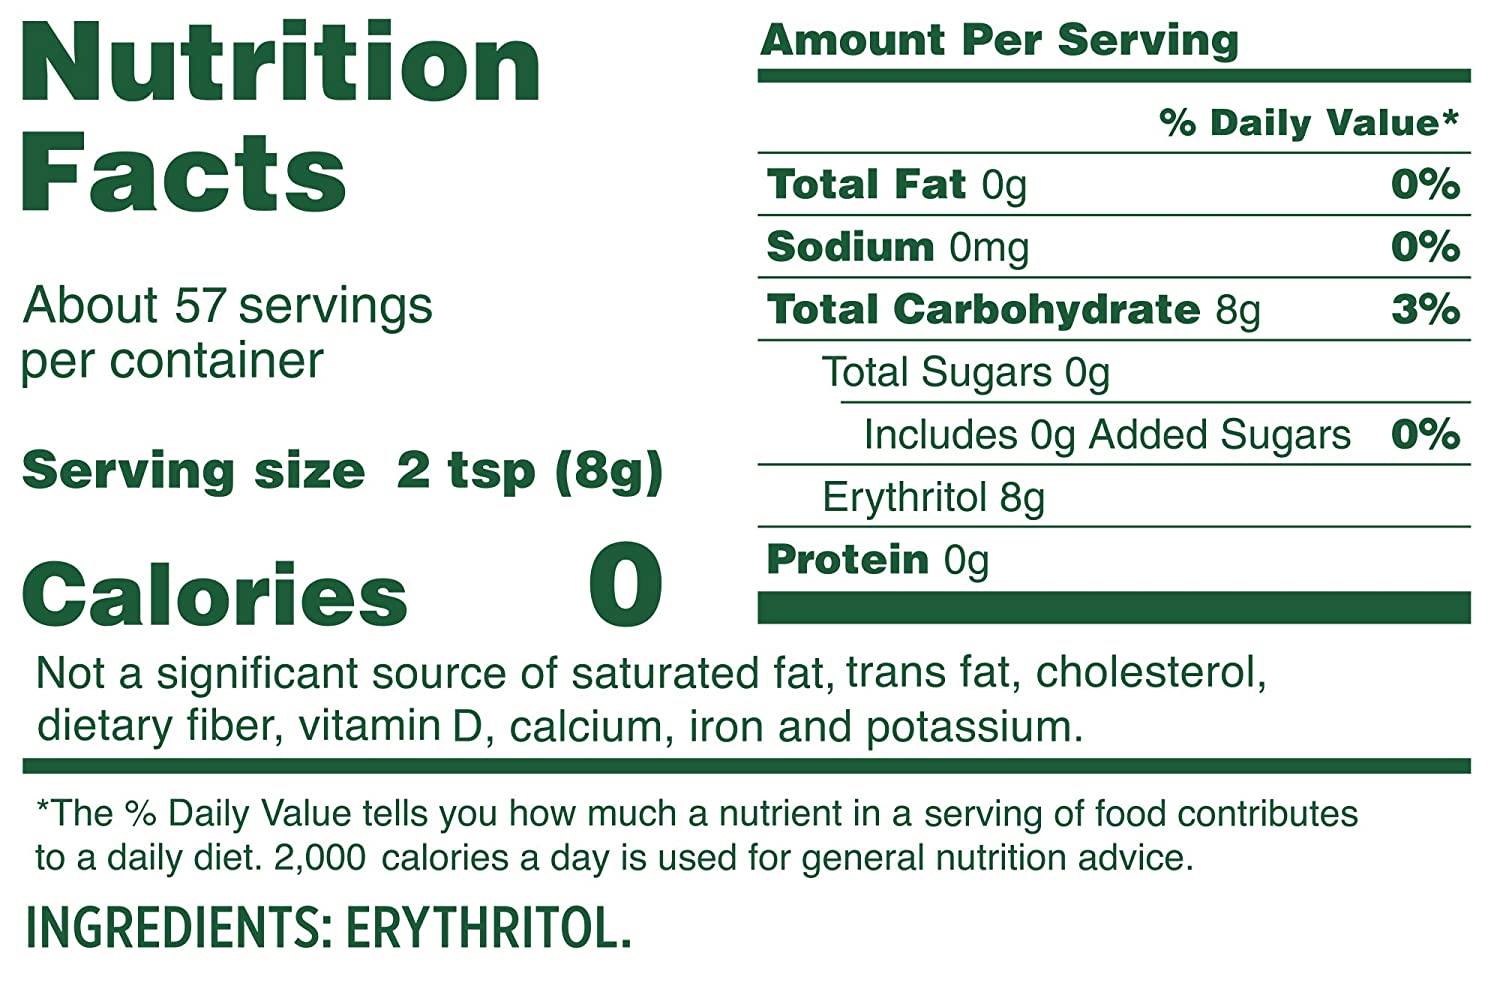 Nutrition
Facts
About 57 servings
per container
Serving size 2 tsp (8g)
Calories 0
Amount Per Serving
% Daily Value*
Total Fat 0g 0%
Sodium 0mg 0%
Total Carbohydrate 8g 3%
Total Sugars 0g
Includes 0g Added Sugars 0%
Erythritol 8g
Protein 0g
Not a significant source of saturated fat, trans fat, cholesterol,
dietary fiber, vitamin D, calcium, iron and potassium.
*The % Daily Value tells you how much a nutrient in a serving of food contributes
to a daily diet. 2,000 calories a day is used for general nutrition advice.
INGREDIENTS: ERYTHRITOL.